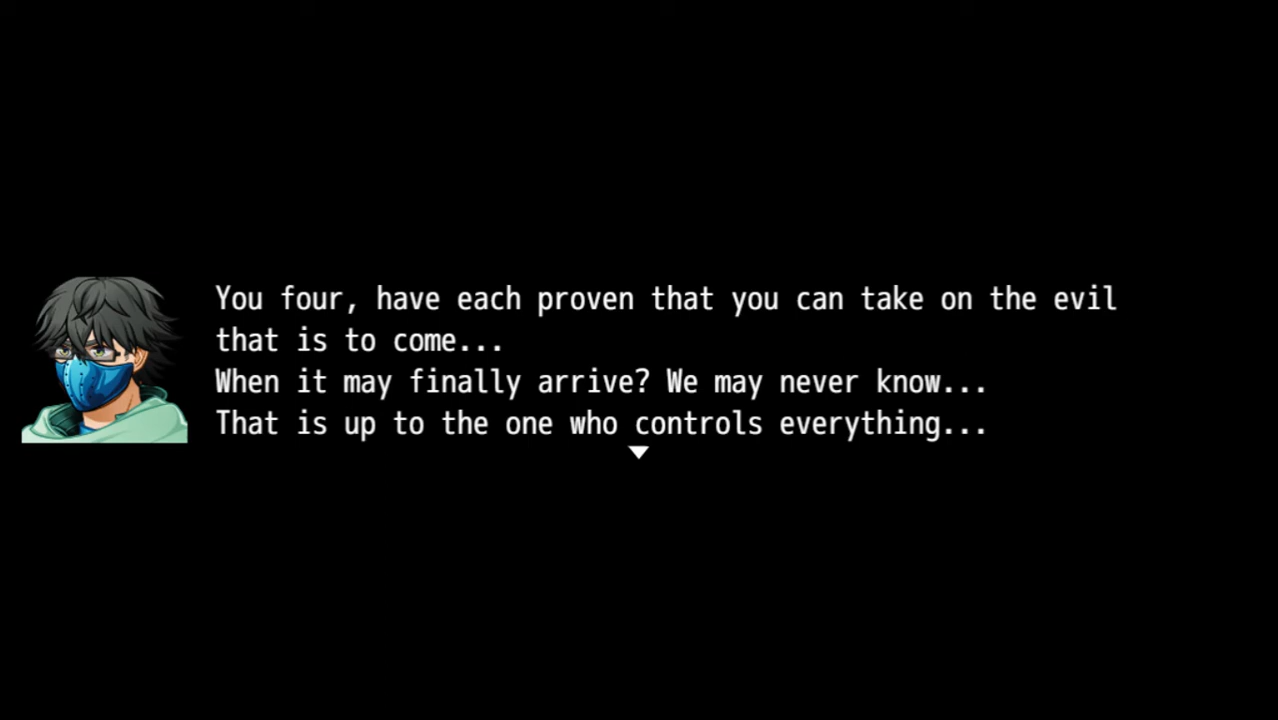 You four, have each proven that you can take on the evil
that is to come...
When it may finally arrive? We may never know...
That is up to the one who controls everything...